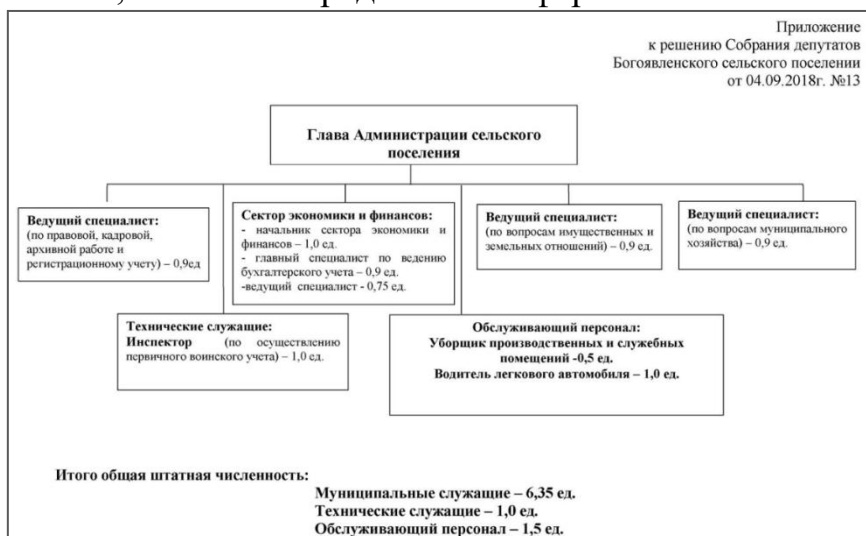 Приложение
к решению Собрания депутатов
Богоявленского сельского поселении
от 04.09.2018г. №13
Глава Администрации сельского
поселения
Ведущий специалист:
(по правовой, кадровой,
архивной работе и
регистрационному учету) – 0,9ед
Сектор экономики и финансов:
- начальник сектора экономики и
финансов – 1,0 ед.
- главный специалист по ведению
бухгалтерского учета – 0,9 ед.
-ведущий специалист - 0,75 ед.
Ведущий специалист:
(по вопросам имущественных и
земельных отношений) – 0,9 ед.
Ведущий специалист:
(по вопросам муниципального
хозяйства) – 0,9 ед.
Технические служащие:
Инспектор (по осуществлению
первичного воинского учета) – 1,0 ед.
Обслуживающий персонал:
Уборщик производственных и служебных
помещений -0,5 ед.
Водитель легкового автомобиля – 1,0 ед.
Итого общая штатная численность:
Муниципальные служащие – 6,35 ед.
Технические служащие – 1,0 ед.
Обслуживающий персонал – 1,5 ед.